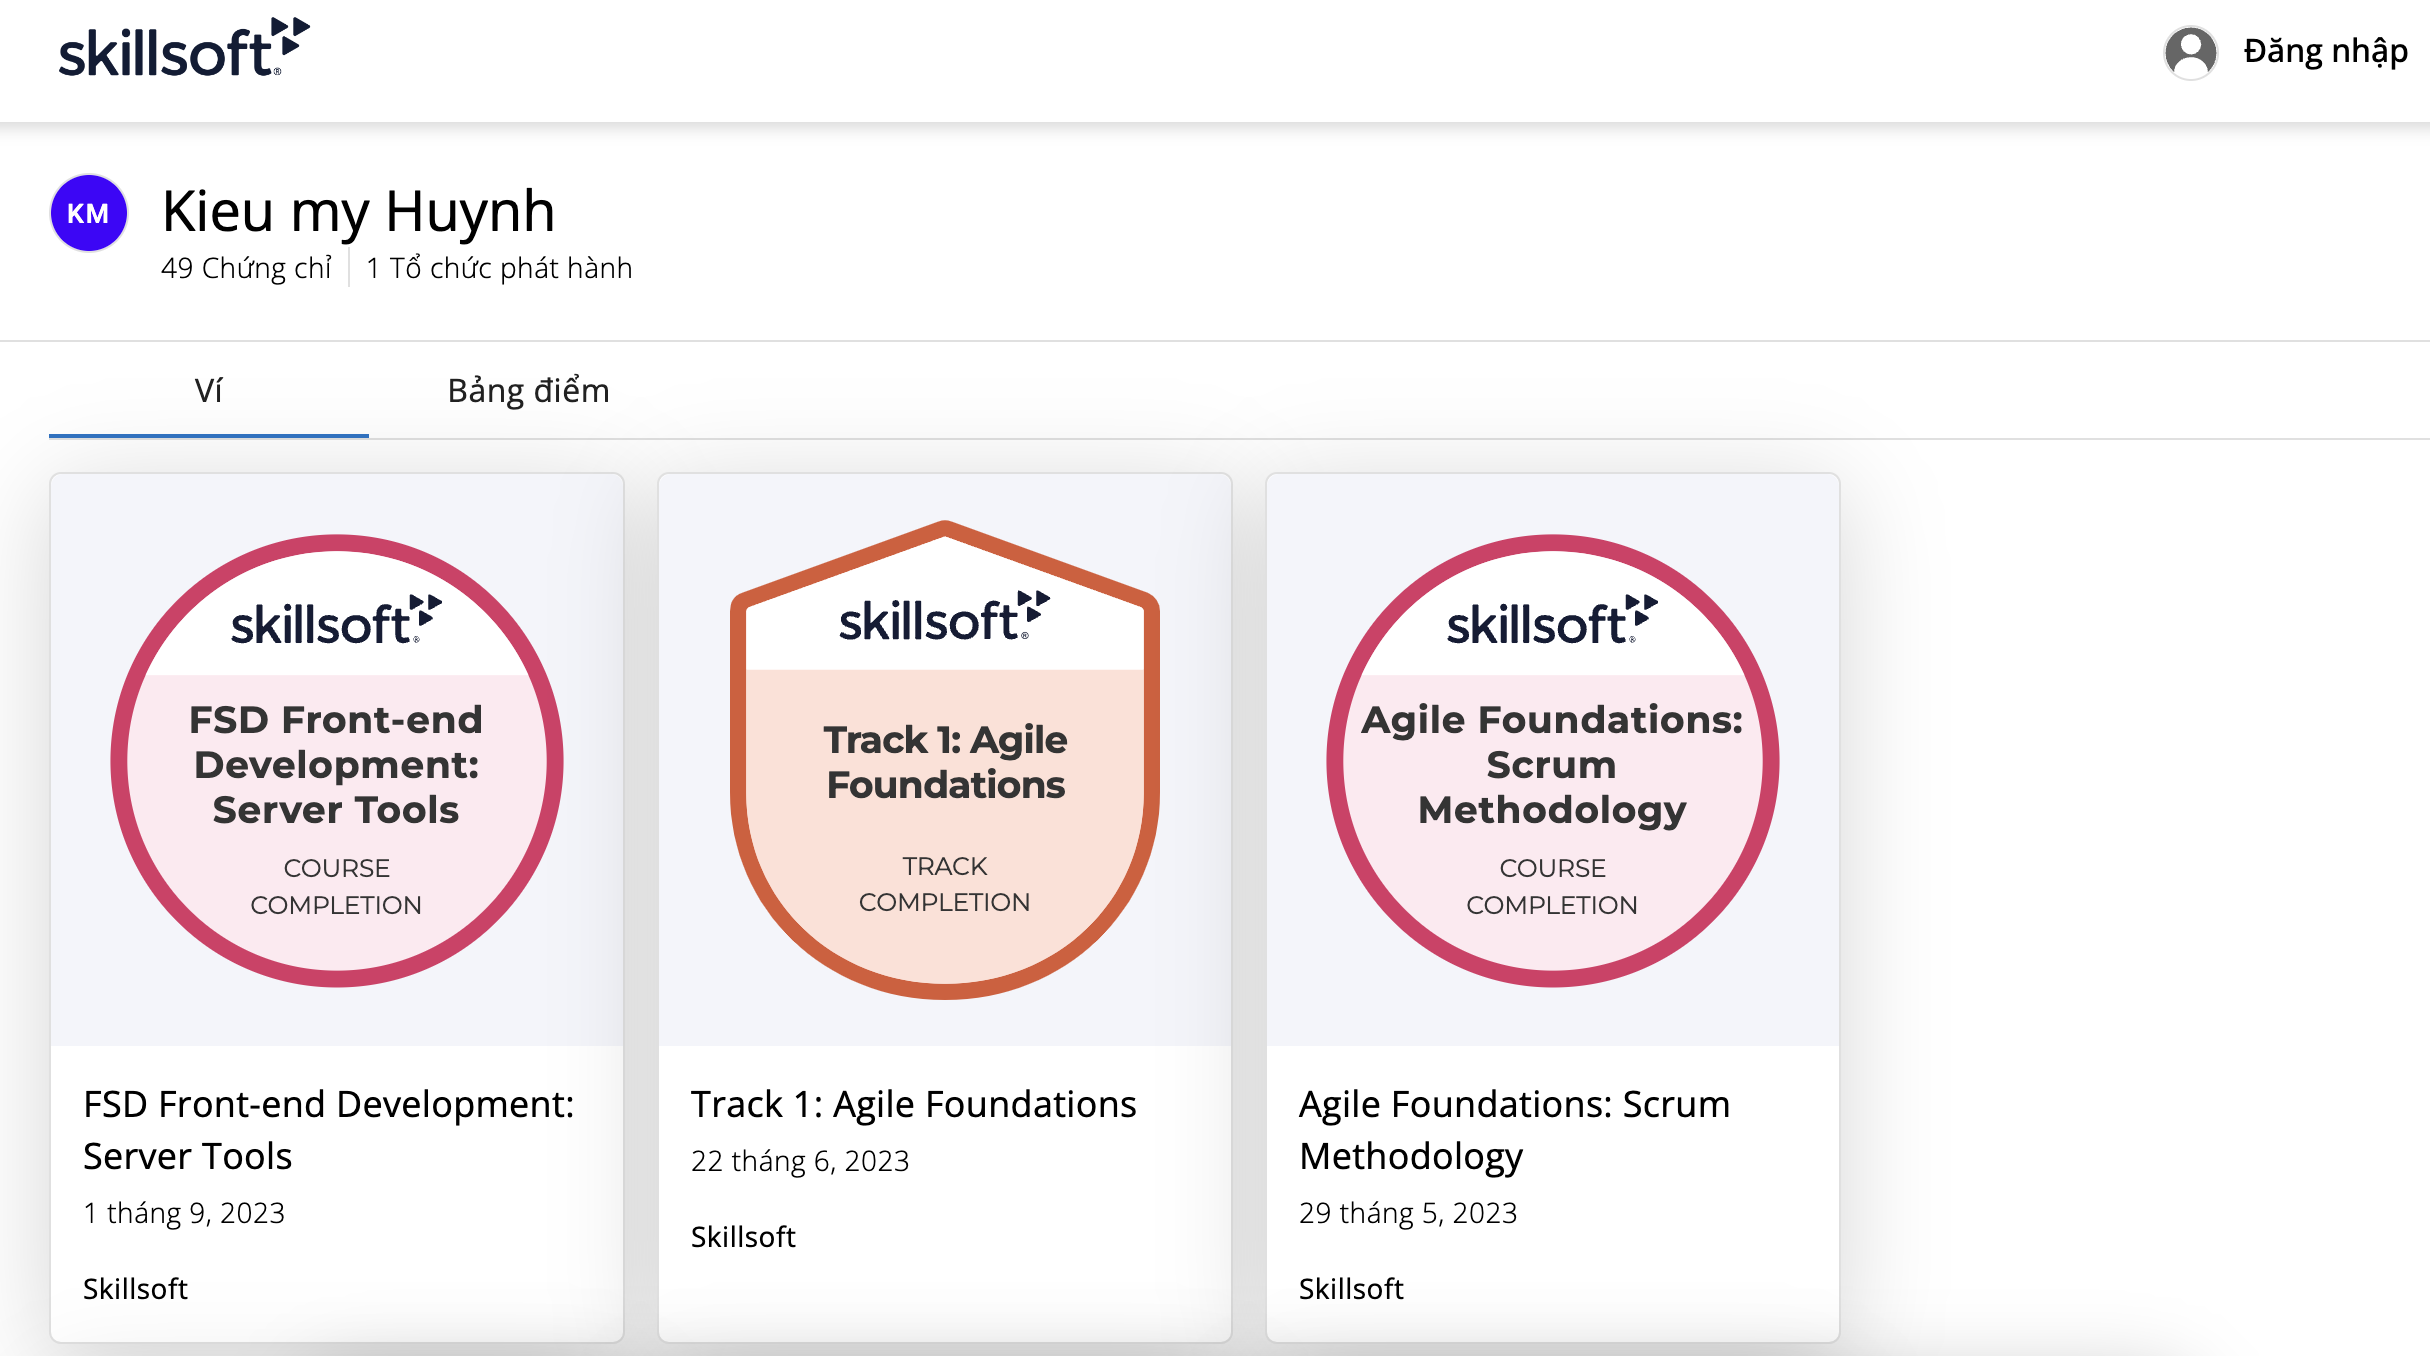 skillsoft®
Đăng nhập
KM
Kieu my Huynh
49 Chứng chỉ
1 Tổ chức phát hành
Ví
Bảng điểm
skillsoft®
FSD Front-end
Development:
Server Tools
COURSE
COMPLETION
FSD Front-end Development:
Server Tools
1 tháng 9, 2023
Skillsoft
skillsoft®
Track 1: Agile
Foundations
TRACK
COMPLETION
Track 1: Agile Foundations
22 tháng 6, 2023
Skillsoft
skillsoft®
Agile Foundations:
Scrum
Methodology
COURSE
COMPLETION
Agile Foundations: Scrum
Methodology
29 tháng 5, 2023
Skillsoft